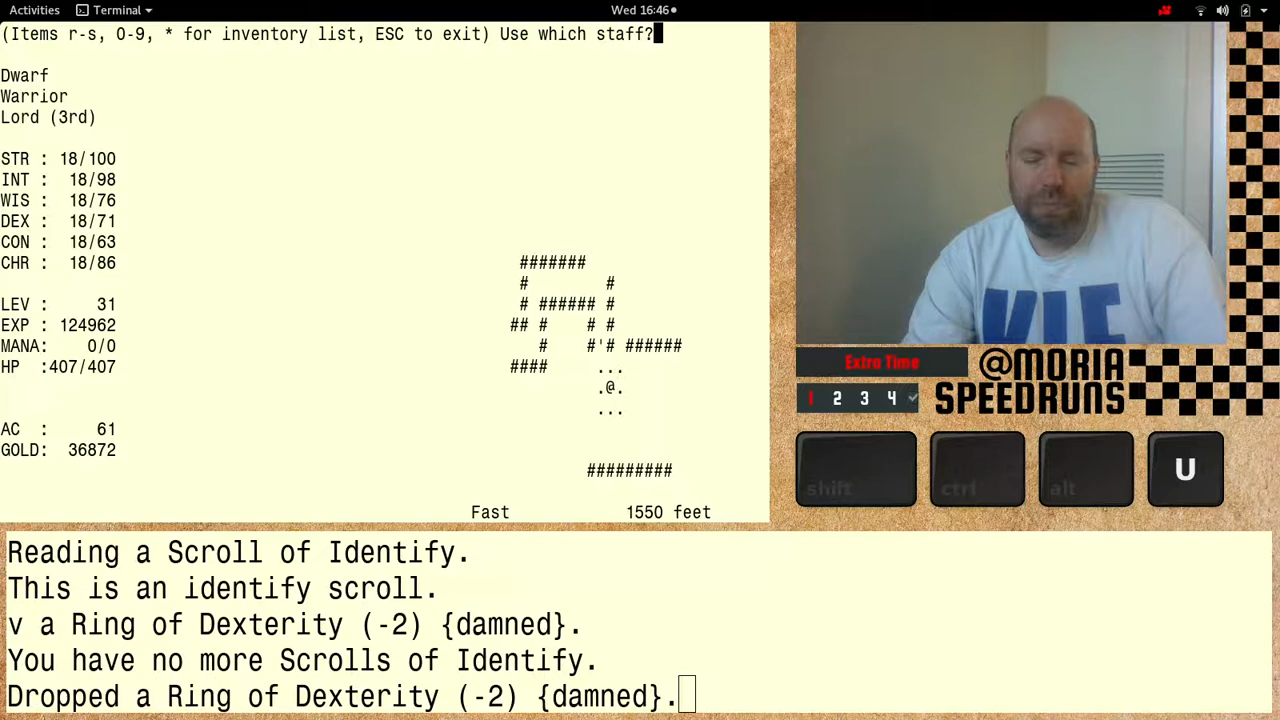 Activities Terminal Wed 16:46
(Items r-s, 0-9, * for inventory list, ESC to exit) Use which staff?
Dwarf
Warrior
Lord (3rd)
STR : 18/100
INT : 18/98
WIS : 18/76
DEX : 18/71
CON : 18/63
CHR : 18/86
LEV : 31
EXP : 124962
MANA: 0/0
HP :407/407
AC : 61
GOLD: 36872
#######
# #
# ###### #
## # # #
# #'# ######
#### ...
.@.
...
#########
Fast 1550 feet
Extra Time
1 2 3 4 ✓
@MORIA
SPEEDRUNS
shift ctrl alt U
Reading a Scroll of Identify.
This is an identify scroll.
v a Ring of Dexterity (-2) {damned}.
You have no more Scrolls of Identify.
Dropped a Ring of Dexterity (-2) {damned}.